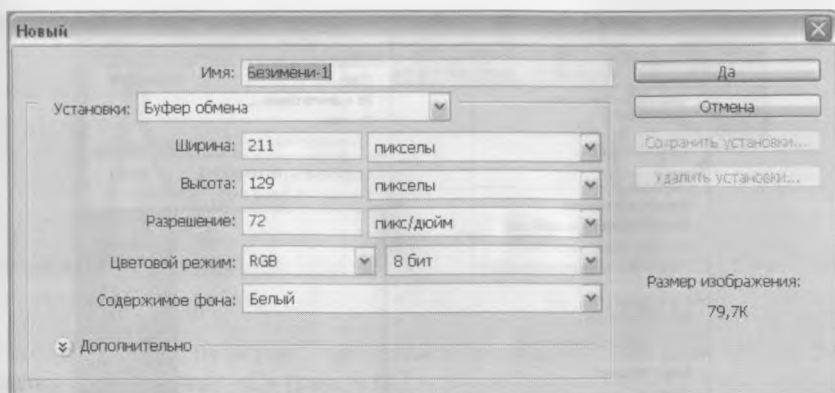 Новый
Имя: Безимени-1
Да
Установки: Буфер обмена
Отмена
Ширина: 211 пикселы
Сохранить установки...
Высота: 129 пикселы
Удалить установки...
Разрешение: 72 пикс/дюйм
Цветовой режим: RGB 8 бит
Содержимое фона: Белый
Размер изображения:
79,7K
Дополнительно